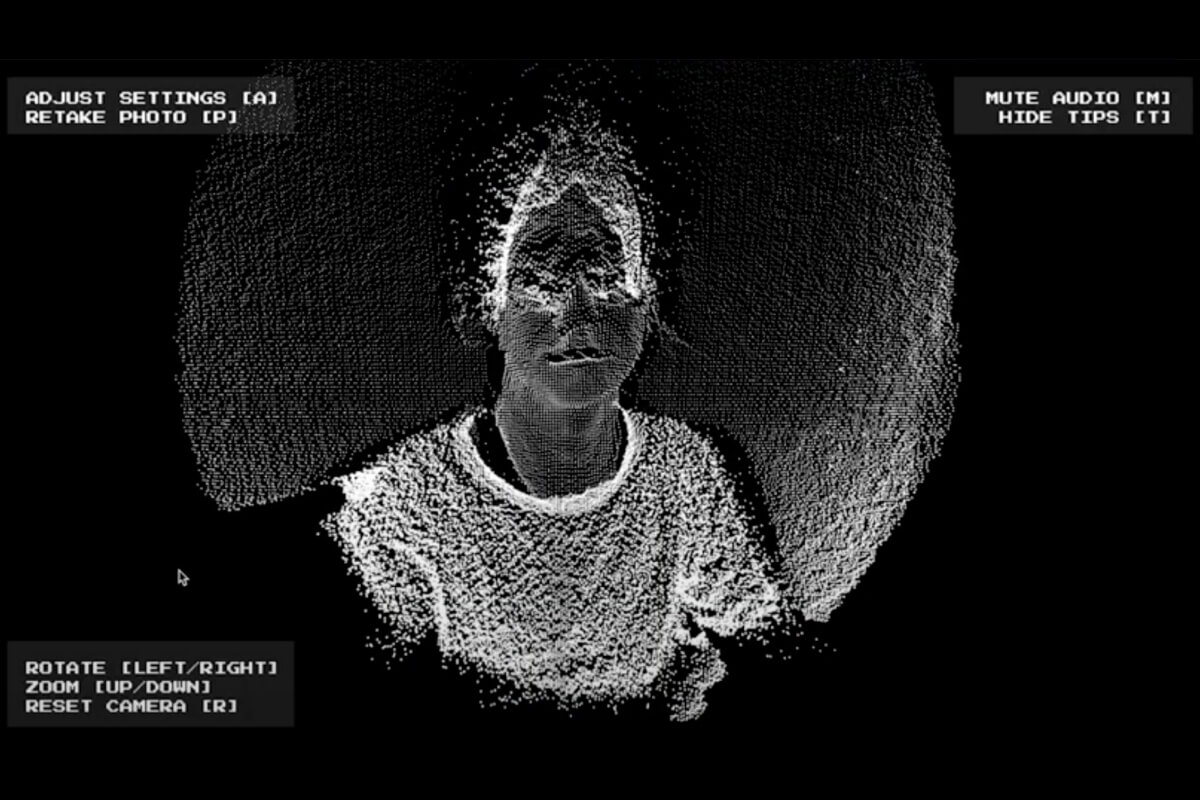 ADJUST SETTINGS [A]
RETAKE PHOTO [P]
MUTE AUDIO [M]
HIDE TIPS [T]
ROTATE [LEFT/RIGHT]
ZOOM [UP/DOWN]
RESET CAMERA [R]